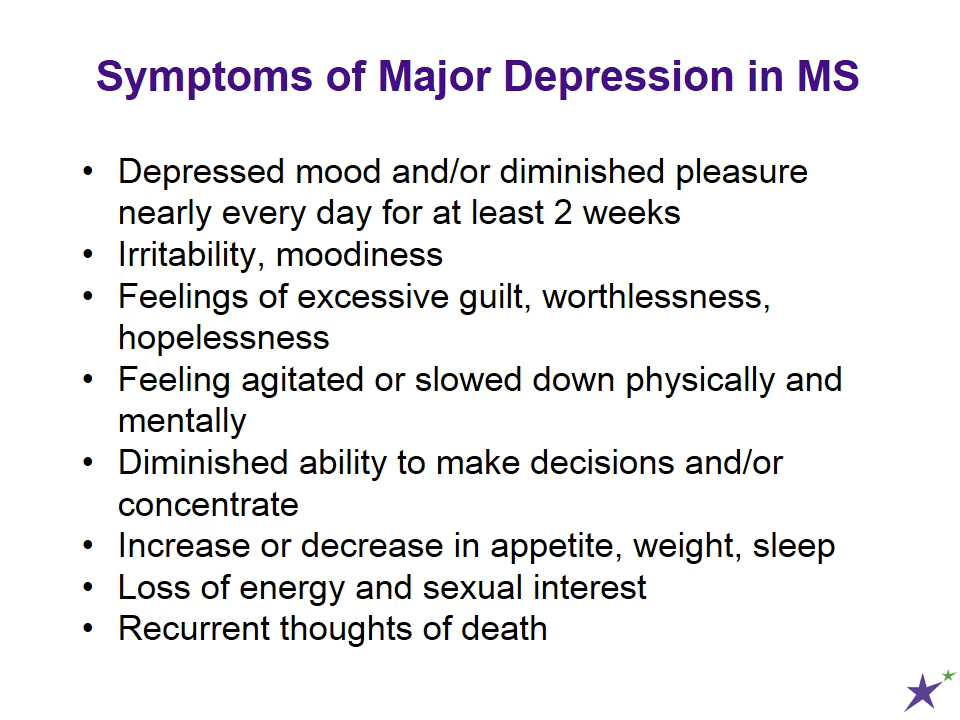 Symptoms of Major Depression in MS
• Depressed mood and/or diminished pleasure
nearly every day for at least 2 weeks
• Irritability, moodiness
• Feelings of excessive guilt, worthlessness,
hopelessness
• Feeling agitated or slowed down physically and
mentally
• Diminished ability to make decisions and/or
concentrate
• Increase or decrease in appetite, weight, sleep
• Loss of energy and sexual interest
• Recurrent thoughts of death